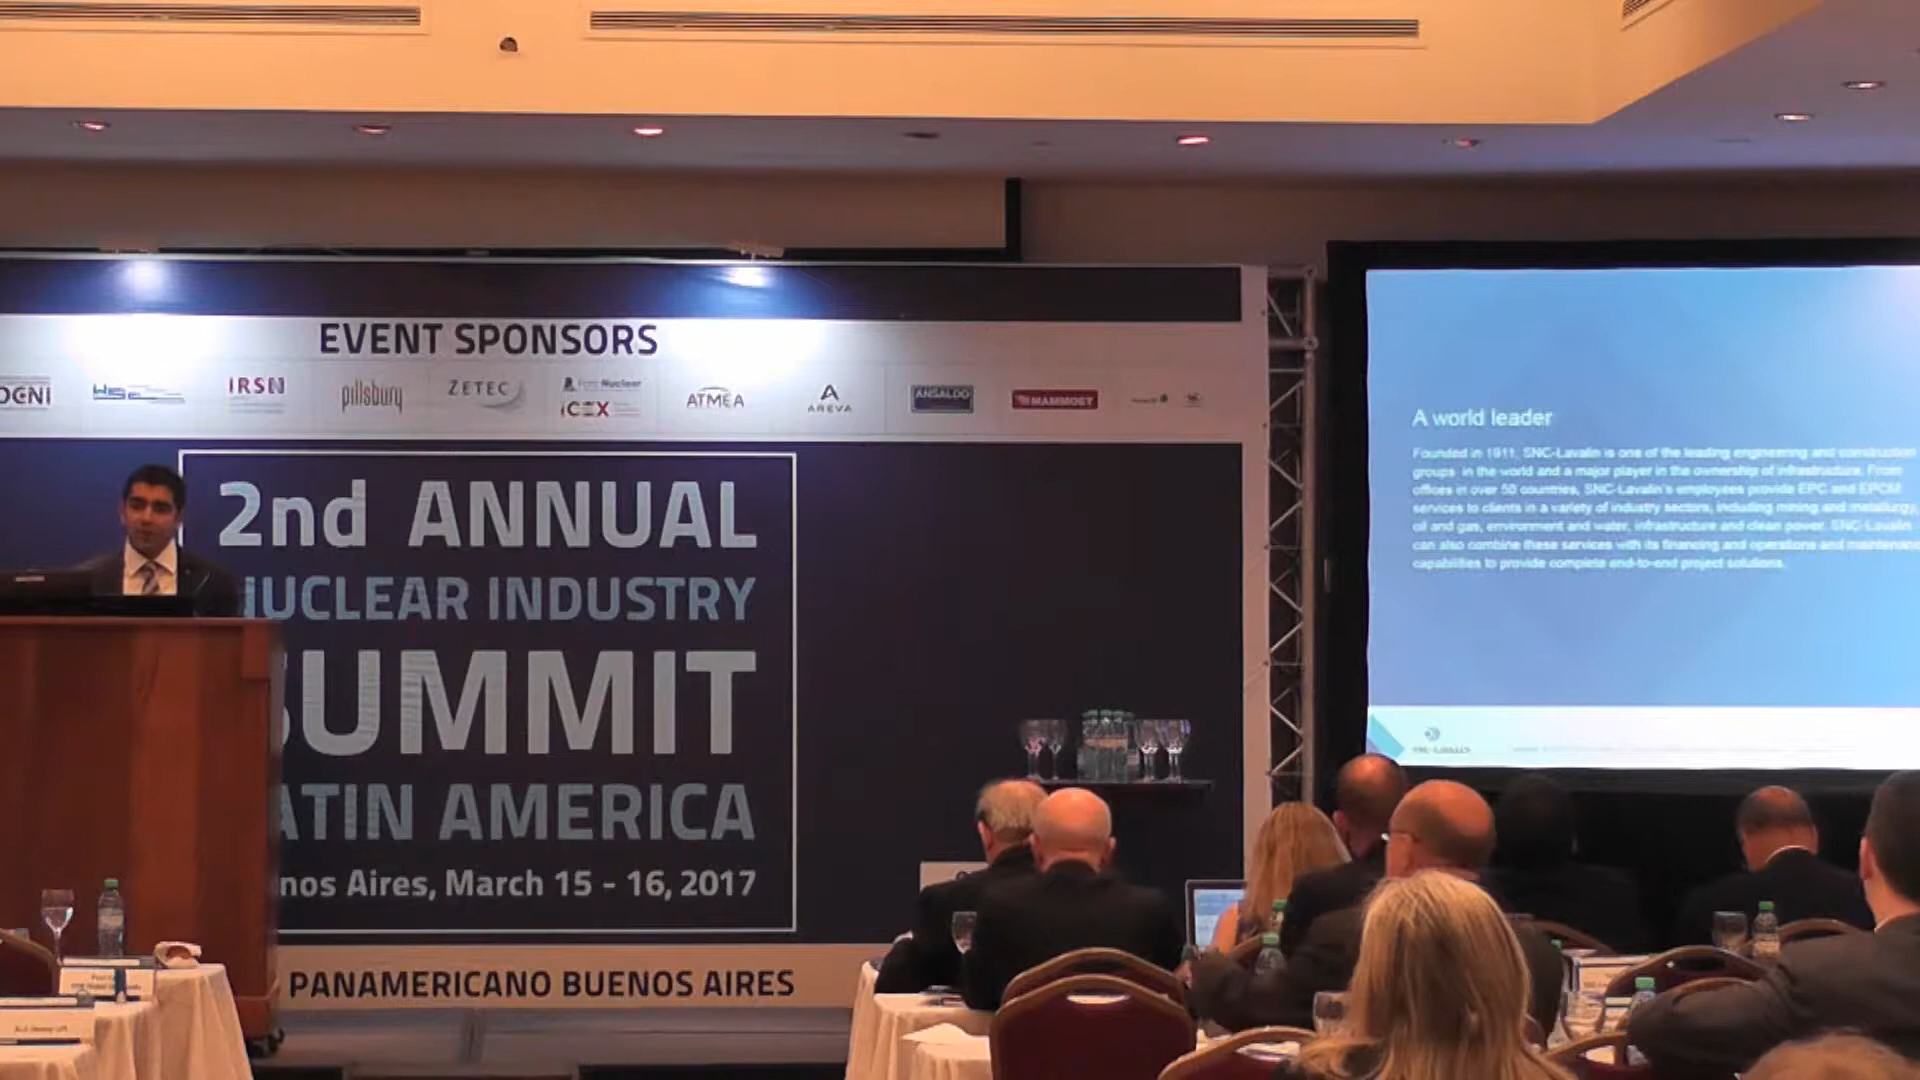 EVENT SPONSORS
IRSN
pillsbury
ZETEC
Nuclear
ATMEA
AREVA
ANSALDO
MAMMOET
2nd ANNUAL
NUCLEAR INDUSTRY
SUMMIT
LATIN AMERICA
nos Aires, March 15 - 16, 2017
PANAMERICANO BUENOS AIRES
A world leader
Founded in 1911, SNC-Lavalin is one of the leading engineering and construction
groups in the world and a major player in the ownership of infrastructure. From
offices in over 50 countries, SNC-Lavalin's employees provide EPC and EPCM
services to clients in a variety of industry sectors, including mining and metallurgy,
oil and gas, environment and water, infrastructure and clean power. SNC-Lavalin
can also combine these services with its financing and operations and maintenance
capabilities to provide complete end-to-end project solutions.
SNC-LAVALIN